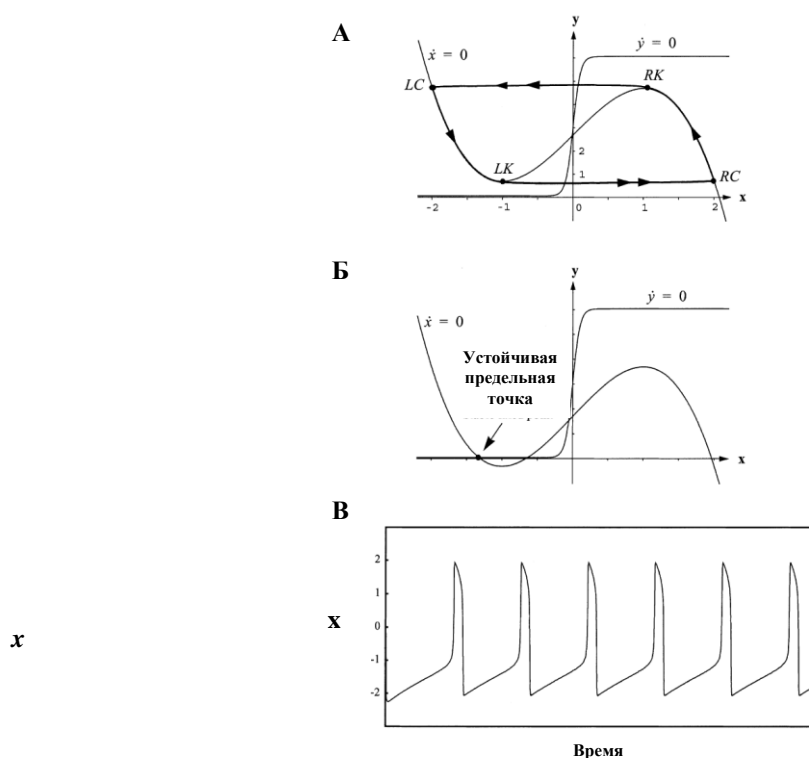 А
y
ẋ = 0
ẏ = 0
LC
RK
2
LK
1
RC
-2
-1
0
1
2
x
Б
y
ẋ = 0
ẏ = 0
Устойчивая
предельная
точка
x
В
2
1
0
-1
-2
x
x
Время